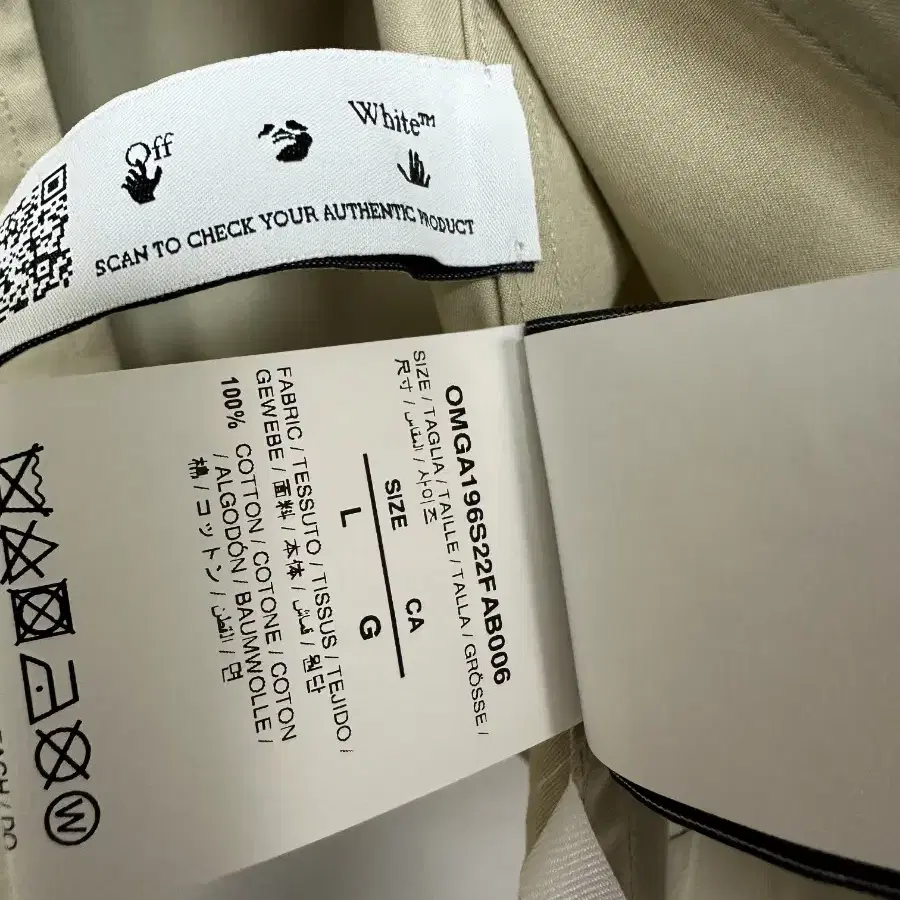 Off White™
SCAN TO CHECK YOUR AUTHENTIC PRODUCT
OMGA196S22FAB006
SIZE / TAGLIA / TAILLE / TALLA / GRÖSSE /
尺寸 / المقاس / 사이즈
SIZE CA
L G
FABRIC / TESSUTO / TISSUS / TEJIDO /
GEWEBE / 面料 / 本体 / قماش / 원단
100% COTTON / COTONE / COTON
/ ALGODÓN / BAUMWOLLE /
棉 / コットン / القطن / 면
W